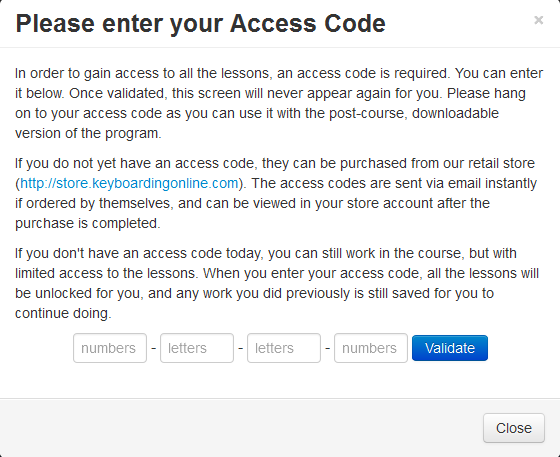 Please enter your Access Code
×
In order to gain access to all the lessons, an access code is required. You can enter
it below. Once validated, this screen will never appear again for you. Please hang
on to your access code as you can use it with the post-course, downloadable
version of the program.
If you do not yet have an access code, they can be purchased from our retail store
(http://store.keyboardingonline.com). The access codes are sent via email instantly
if ordered by themselves, and can be viewed in your store account after the
purchase is completed.
If you don't have an access code today, you can still work in the course, but with
limited access to the lessons. When you enter your access code, all the lessons will
be unlocked for you, and any work you did previously is still saved for you to
continue doing.
numbers - letters - letters - numbers Validate
Close